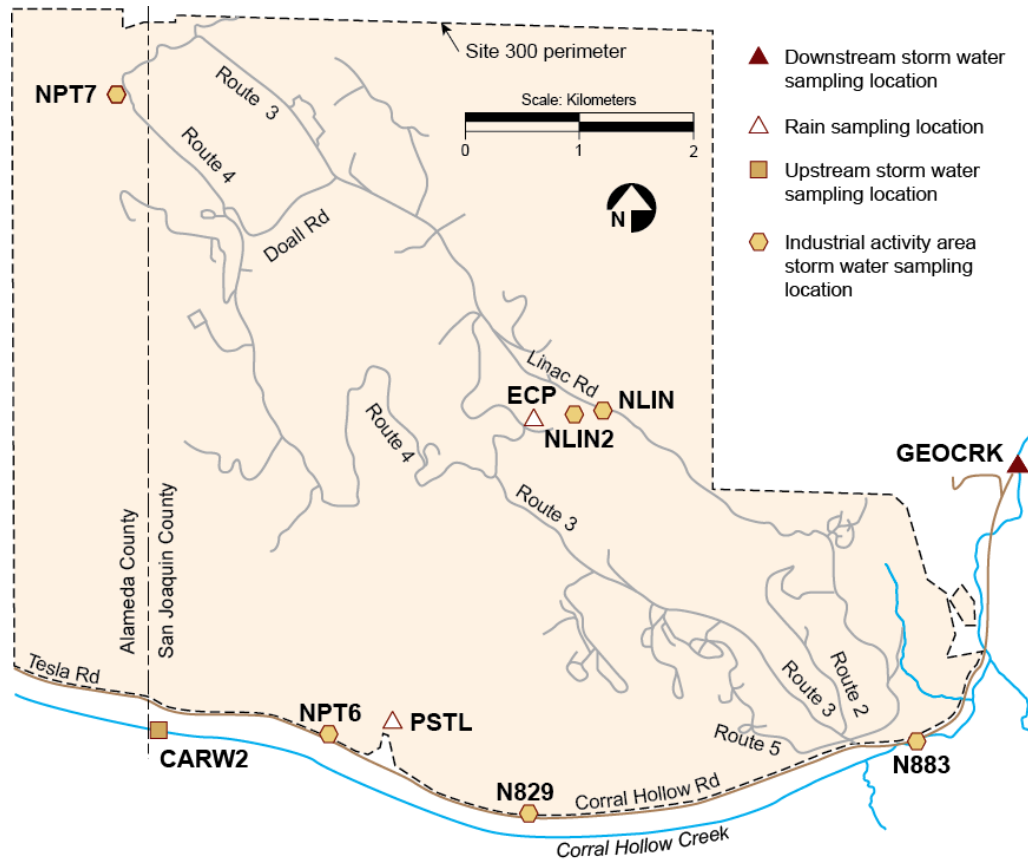 Site 300 perimeter
Downstream storm water
sampling location
NPT7
Route 3
Scale: Kilometers
0
1
2
Rain sampling location
Route 4
Upstream storm water
sampling location
N
Doall Rd
Industrial activity area
storm water sampling
location
Linac Rd
ECP
NLIN
NLIN2
Route 4
GEOCRK
Route 3
Alameda County
San Joaquin County
Tesla Rd
NPT6
PSTL
Route 3
Route 2
Route 5
CARW2
N883
N829
Corral Hollow Rd
Corral Hollow Creek